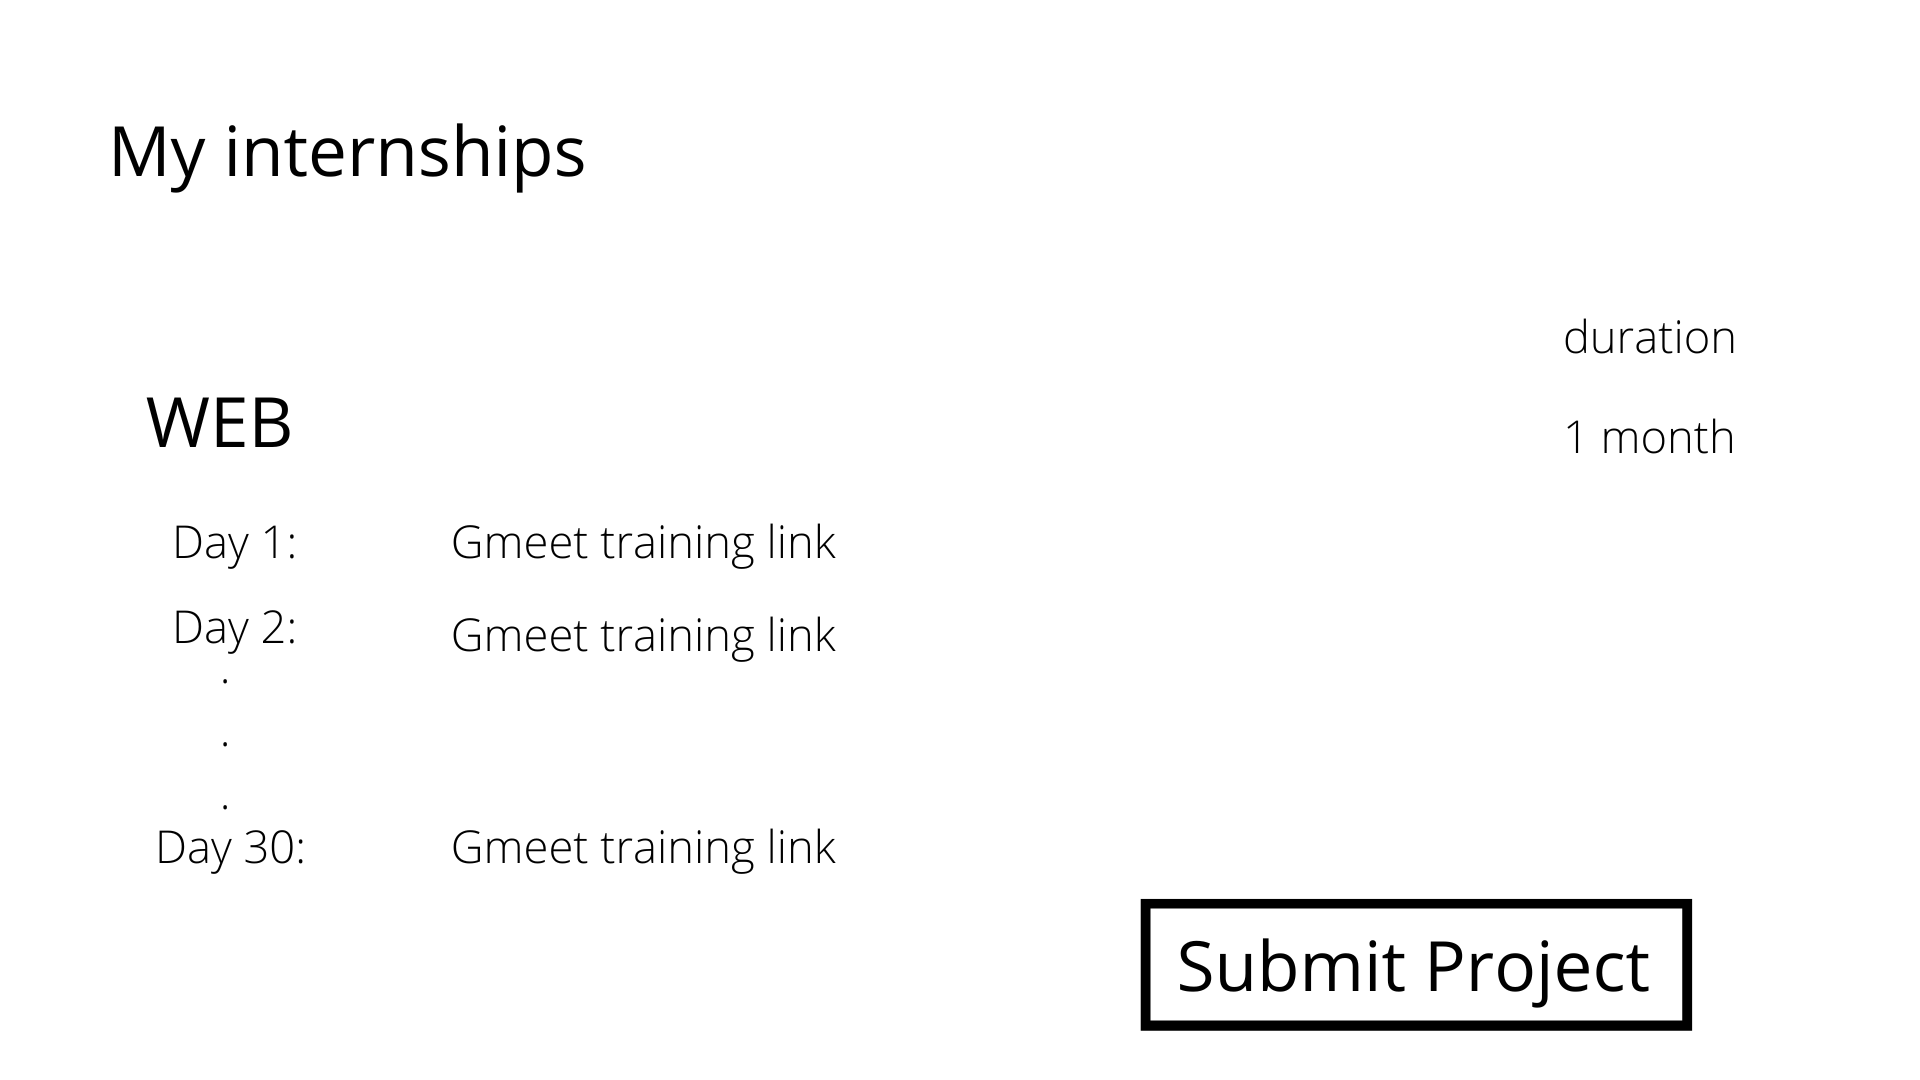 My internships
duration
WEB
1 month
Day 1: Gmeet training link
Day 2: Gmeet training link
.
.
.
Day 30: Gmeet training link
Submit Project